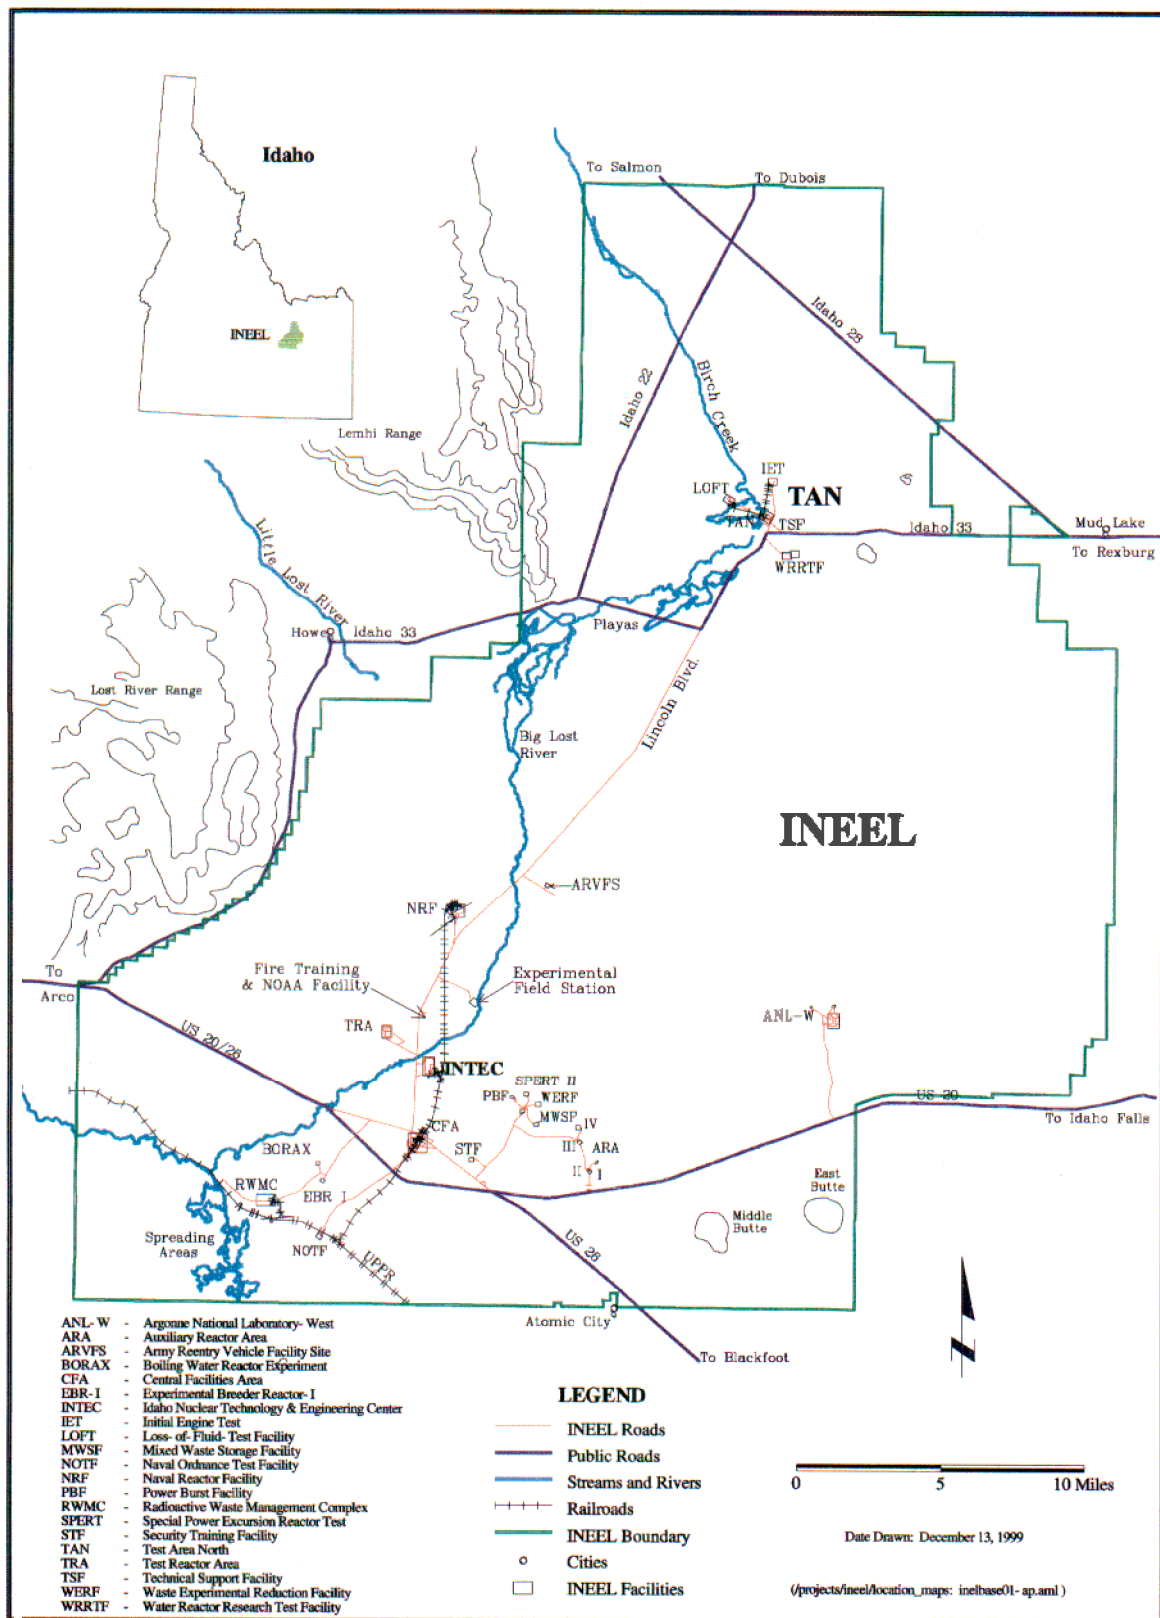 Idaho
INEEL
To Salmon
To Dubois
Idaho 28
Idaho 22
Birch Creek
Lemhi Range
IET
LOFT
TAN
TAN
TSF
Idaho 33
Mud Lake
To Rexburg
WRRTF
Little Lost River
Howe
Idaho 33
Playas
Lost River Range
Lincoln Blvd.
Big Lost
River
INEEL
ARVFS
NRF
To
Arco
Fire Training
& NOAA Facility
Experimental
Field Station
US 20/26
TRA
ANL-W
INTEC
SPERT II
PBF
WERF
MWSF
IV
US 20
To Idaho Falls
CFA
STF
III
ARA
II
I
BORAX
RWMC
EBR I
East
Butte
Middle
Butte
Spreading
Areas
NOTF
UPPR
US 26
Atomic City
To Blackfoot
ANL-W - Argonne National Laboratory-West
ARA - Auxiliary Reactor Area
ARVFS - Army Reentry Vehicle Facility Site
BORAX - Boiling Water Reactor Experiment
CFA - Central Facilities Area
EBR-I - Experimental Breeder Reactor-I
INTEC - Idaho Nuclear Technology & Engineering Center
IET - Initial Engine Test
LOFT - Loss-of-Fluid-Test Facility
MWSF - Mixed Waste Storage Facility
NOTF - Naval Ordnance Test Facility
NRF - Naval Reactor Facility
PBF - Power Burst Facility
RWMC - Radioactive Waste Management Complex
SPERT - Special Power Excursion Reactor Test
STF - Security Training Facility
TAN - Test Area North
TRA - Test Reactor Area
TSF - Technical Support Facility
WERF - Waste Experimental Reduction Facility
WRRTF - Water Reactor Research Test Facility
LEGEND
INEEL Roads
Public Roads
Streams and Rivers
Railroads
INEEL Boundary
Cities
INEEL Facilities
N
0 5 10 Miles
Date Drawn: December 13, 1999
(/projects/ineel/location_maps: inelbase01-ap.aml)